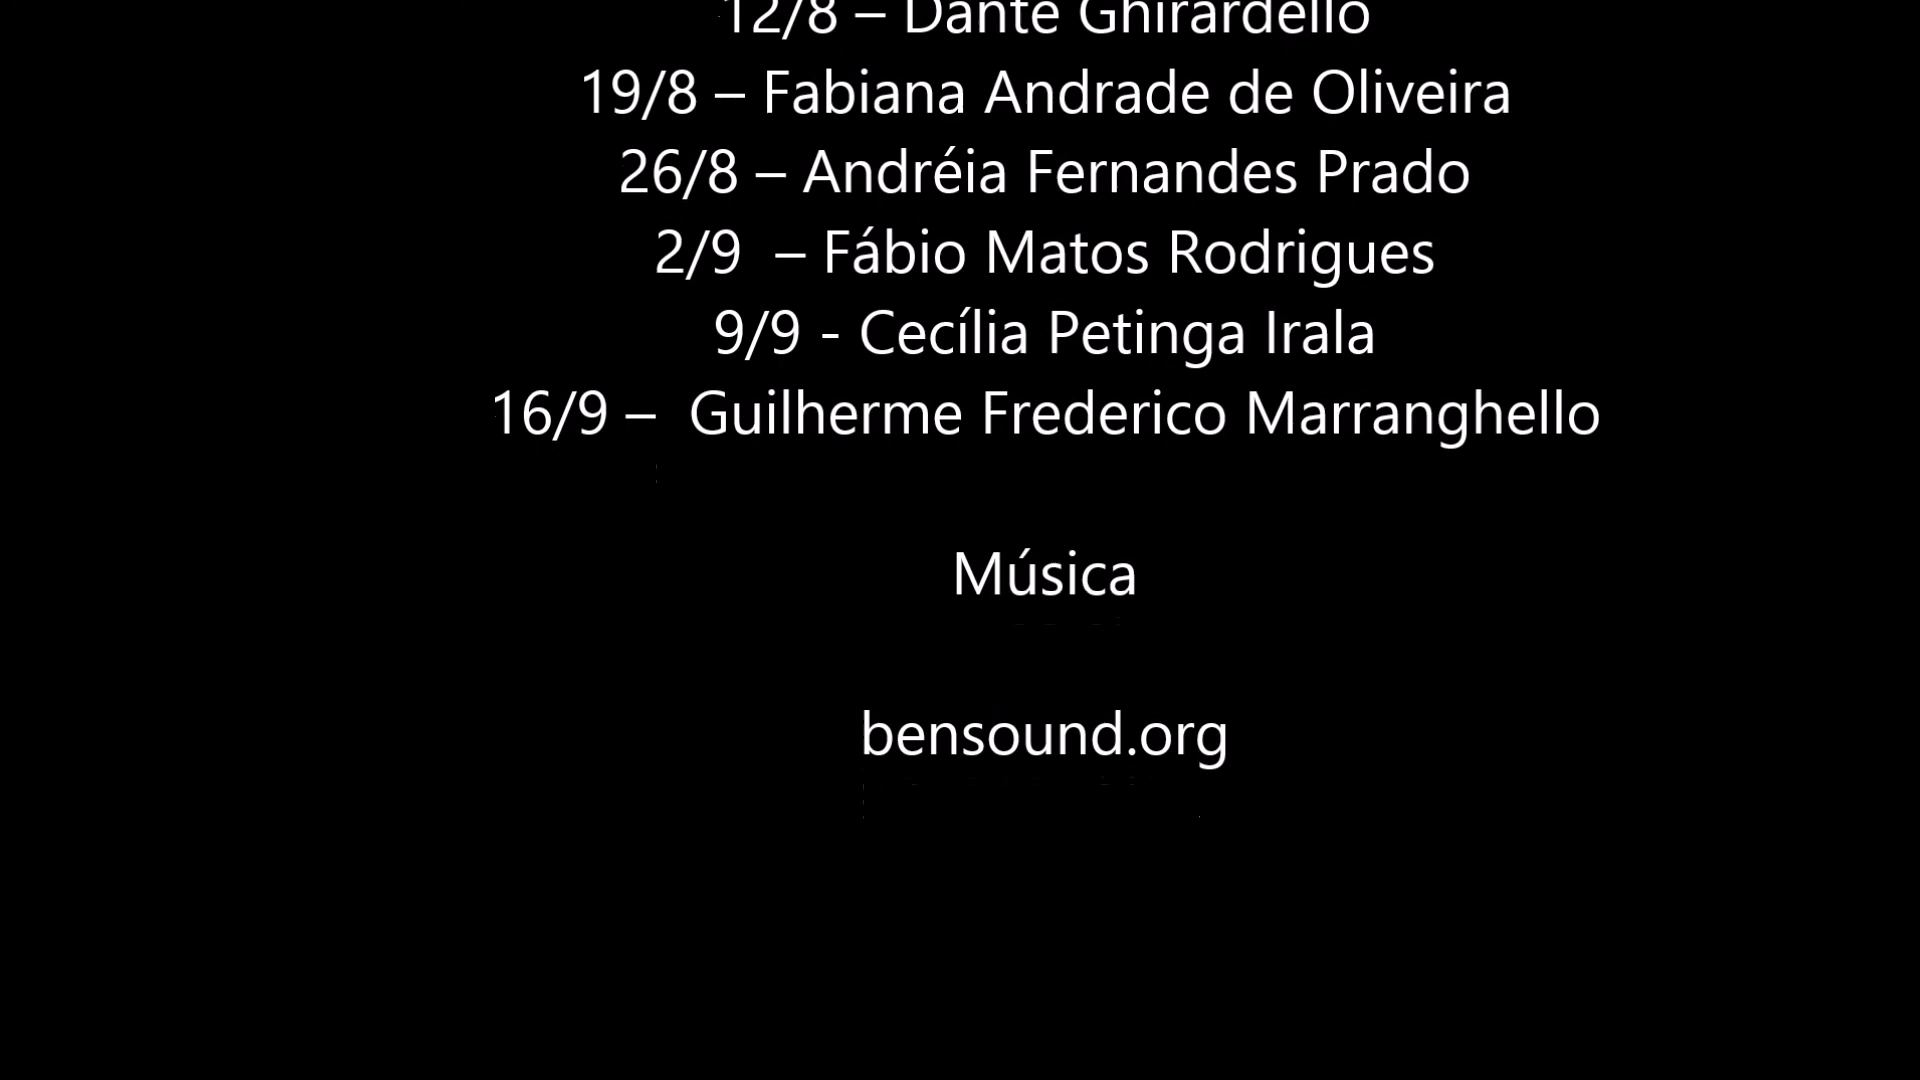 12/8 – Dante Ghirardello
19/8 – Fabiana Andrade de Oliveira
26/8 – Andréia Fernandes Prado
2/9  – Fábio Matos Rodrigues
9/9 - Cecília Petinga Irala
16/9 –  Guilherme Frederico Marranghello
Música
bensound.org